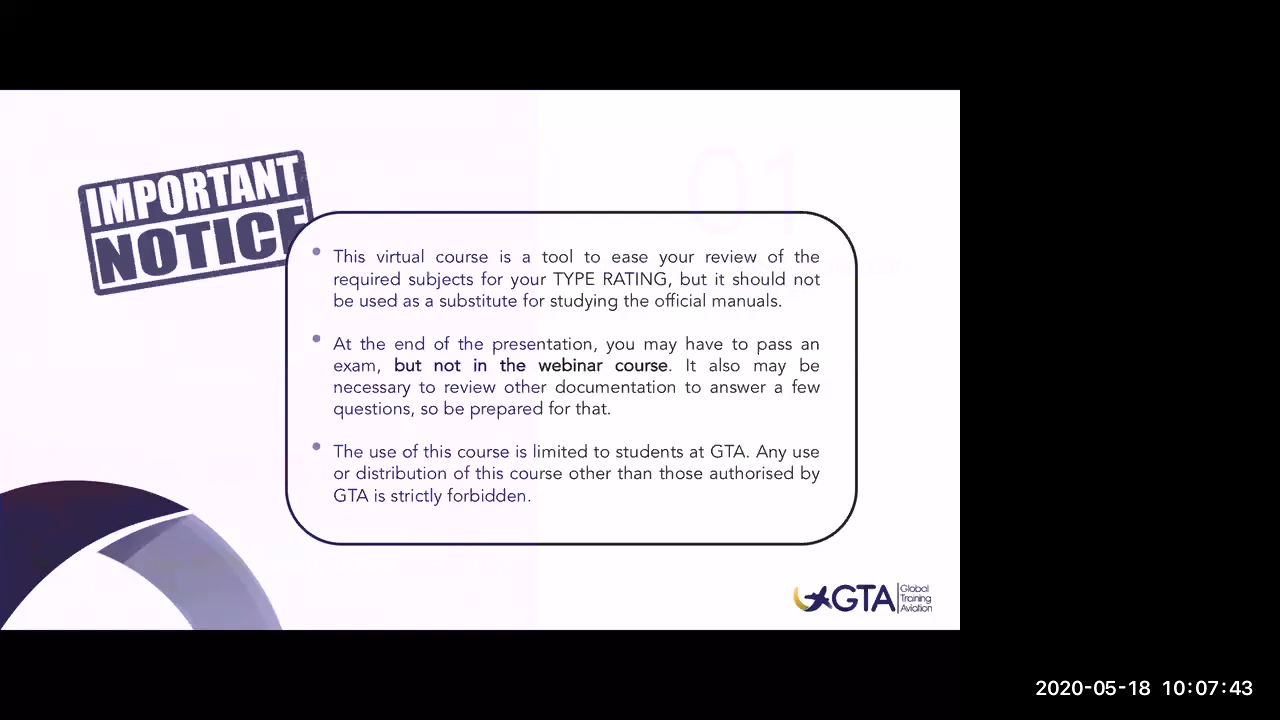 IMPORTANT
NOTICE
This virtual course is a tool to ease your review of the
required subjects for your TYPE RATING, but it should not
be used as a substitute for studying the official manuals.
At the end of the presentation, you may have to pass an
exam, but not in the webinar course. It also may be
necessary to review other documentation to answer a few
questions, so be prepared for that.
The use of this course is limited to students at GTA. Any use
or distribution of this course other than those authorised by
GTA is strictly forbidden.
01
GTA
Global
Training
Aviation
2020-05-18 10:07:43